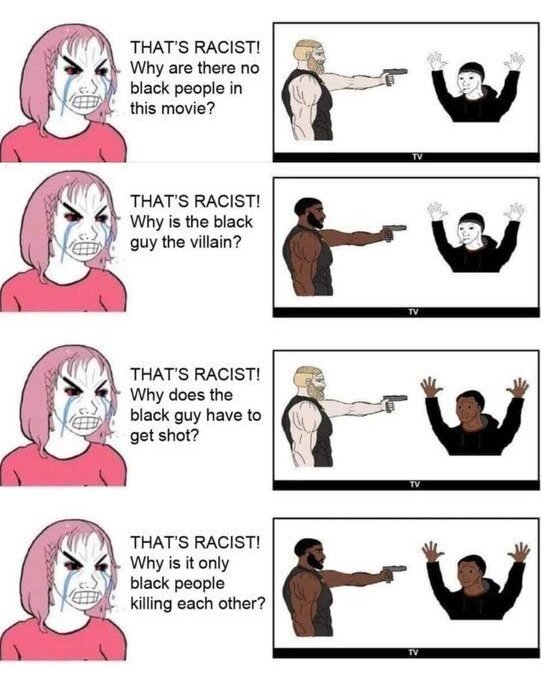 THAT'S RACIST!
Why are there no
black people in
this movie?
TV
THAT'S RACIST!
Why is the black
guy the villain?
TV
THAT'S RACIST!
Why does the
black guy have to
get shot?
TV
THAT'S RACIST!
Why is it only
black people
killing each other?
TV